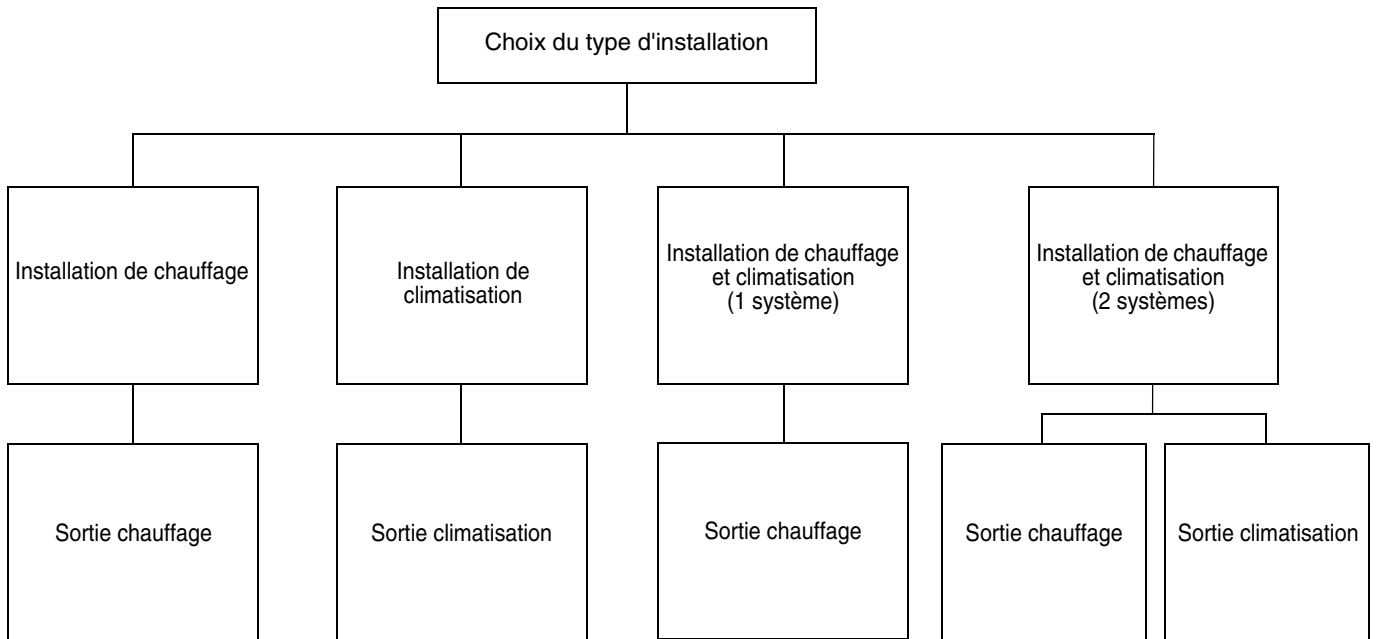 Choix du type d'installation
Installation de chauffage
Installation de
climatisation
Installation de chauffage
et climatisation
(1 système)
Installation de chauffage
et climatisation
(2 systèmes)
Sortie chauffage
Sortie climatisation
Sortie chauffage
Sortie chauffage
Sortie climatisation